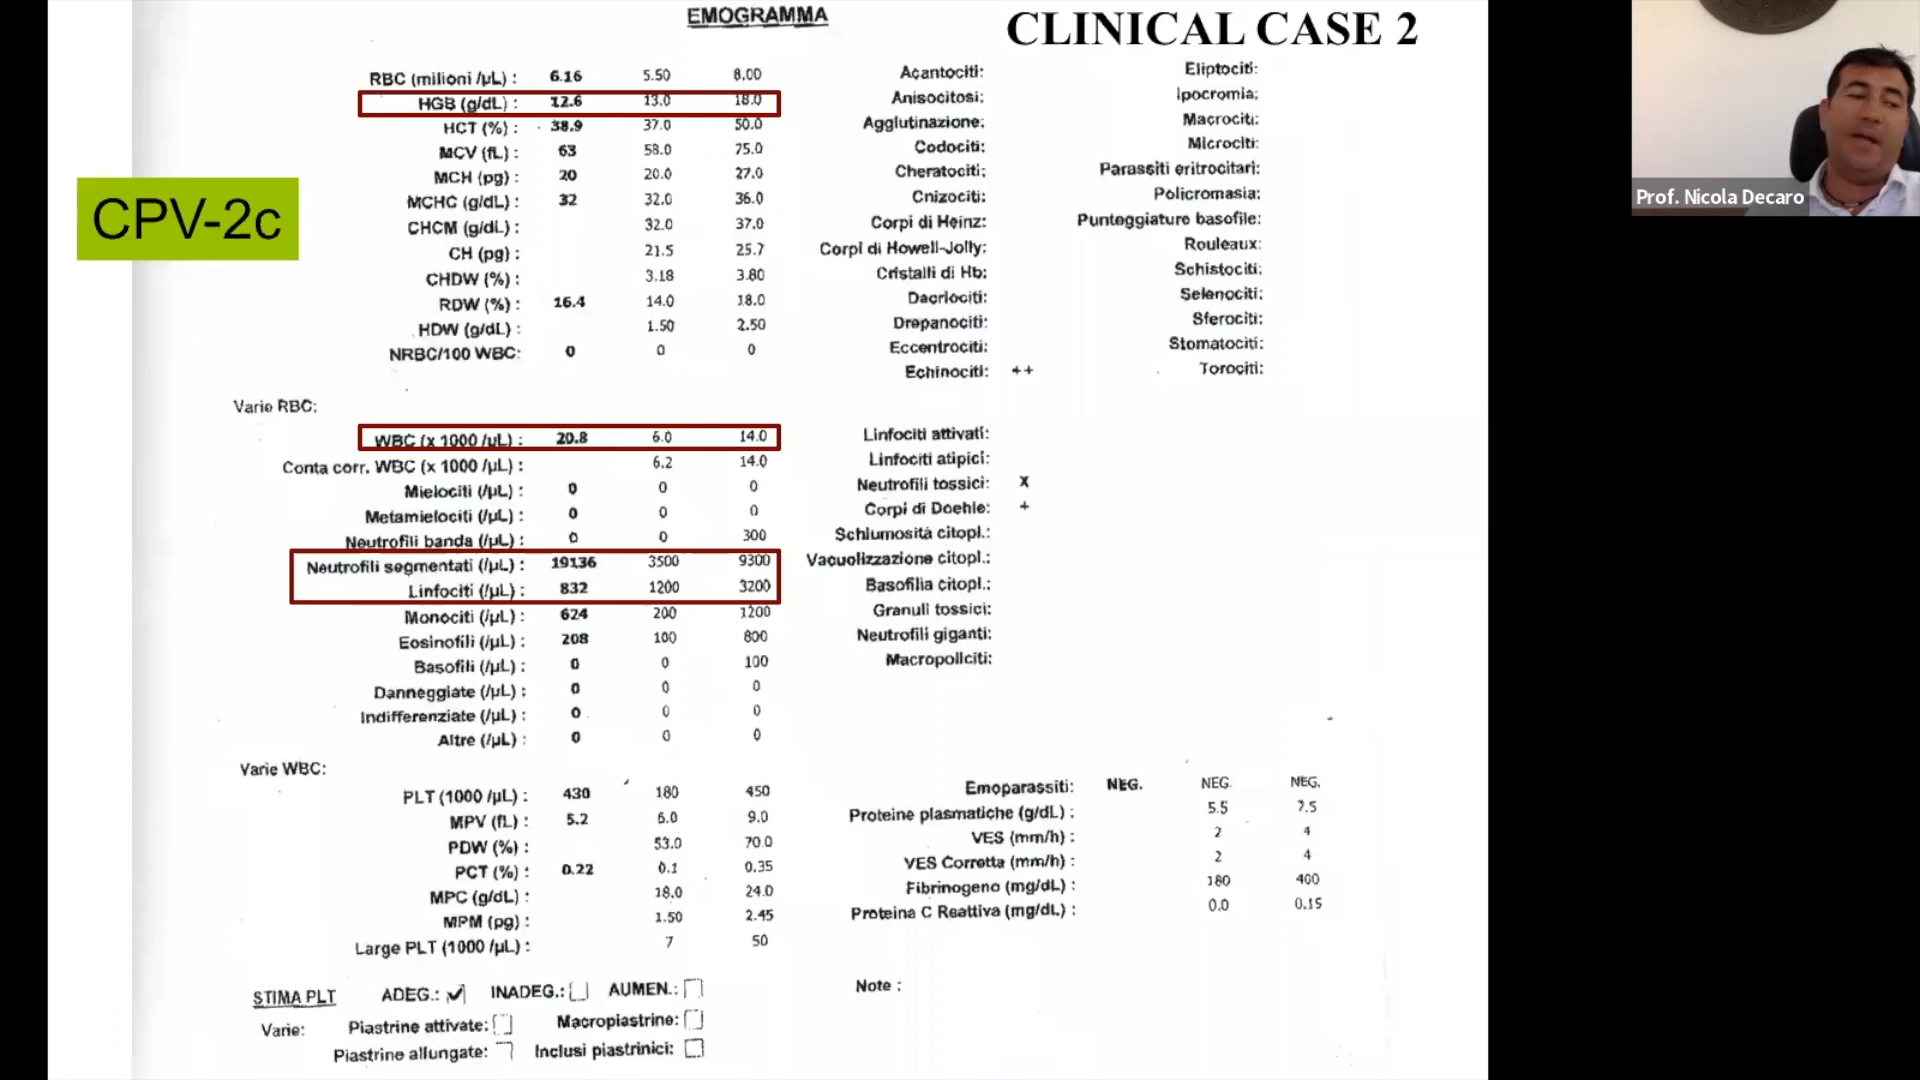 EMOGRAMMA
CLINICAL CASE 2
CPV-2c
RBC (milioni /µL) : 6.16 5.50 8.00
HGB (g/dL) : 12.6 13.0 18.0
HCT (%) : 38.9 37.0 50.0
MCV (fL) : 63 58.0 75.0
MCH (pg) : 20 20.0 27.0
MCHC (g/dL) : 32 32.0 36.0
CHCM (g/dL) : 32.0 37.0
CH (pg) : 21.5 25.7
CHDW (%) : 3.18 3.80
RDW (%) : 16.4 14.0 18.0
HDW (g/dL) : 1.50 2.50
NRBC/100 WBC: 0 0 0
Varie RBC:
Acantociti:
Anisocitosi:
Agglutinazione:
Codociti:
Cheratociti:
Cnizociti:
Corpi di Heinz:
Corpi di Howell-Jolly:
Cristalli di Hb:
Dacriociti:
Drepanociti:
Eccentrociti:
Echinociti: ++
Eliptociti:
Ipocromia:
Macrociti:
Microciti:
Parassiti eritrocitari:
Policromasia:
Punteggiature basofile:
Rouleaux:
Schistociti:
Selenociti:
Sferociti:
Stomatociti:
Torociti:
WBC (x 1000 /µL) : 20.8 6.0 14.0
Conta corr. WBC (x 1000 /µL) : 6.2 14.0
Mielociti (/µL) : 0 0 0
Metamielociti (/µL) : 0 0 0
Neutrofili banda (/µL) : 0 0 300
Neutrofili segmentati (/µL) : 19136 3500 9300
Linfociti (/µL) : 832 1200 3200
Monociti (/µL) : 624 200 1200
Eosinofili (/µL) : 208 100 800
Basofili (/µL) : 0 0 100
Danneggiate (/µL) : 0 0 0
Indifferenziate (/µL) : 0 0 0
Altre (/µL) : 0 0 0
Varie WBC:
Linfociti attivati:
Linfociti atipici:
Neutrofili tossici: X
Corpi di Doehle: +
Schiumosità citopl.:
Vacuolizzazione citopl.:
Basofilia citopl.:
Granuli tossici:
Neutrofili giganti:
Macropoliciti:
PLT (1000 /µL) : 430 180 450
MPV (fL) : 5.2 6.0 9.0
PDW (%) : 53.0 70.0
PCT (%) : 0.22 0.1 0.35
MPC (g/dL) : 18.0 24.0
MPM (pg) : 1.50 2.45
Large PLT (1000 /µL) : 7 50
Emoparassiti: NEG. NEG. NEG.
Proteine plasmatiche (g/dL) : 5.5 7.5
VES (mm/h) : 2 4
VES Corretta (mm/h) : 2 4
Fibrinogeno (mg/dL) : 180 400
Proteina C Reattiva (mg/dL) : 0.0 0.15
STIMA PLT ADEG.: INADEG.: AUMEN.:
Varie: Piastrine attivate: Macropiastrine:
Piastrine allungate: Inclusi piastrinici:
Note :
Prof. Nicola Decaro